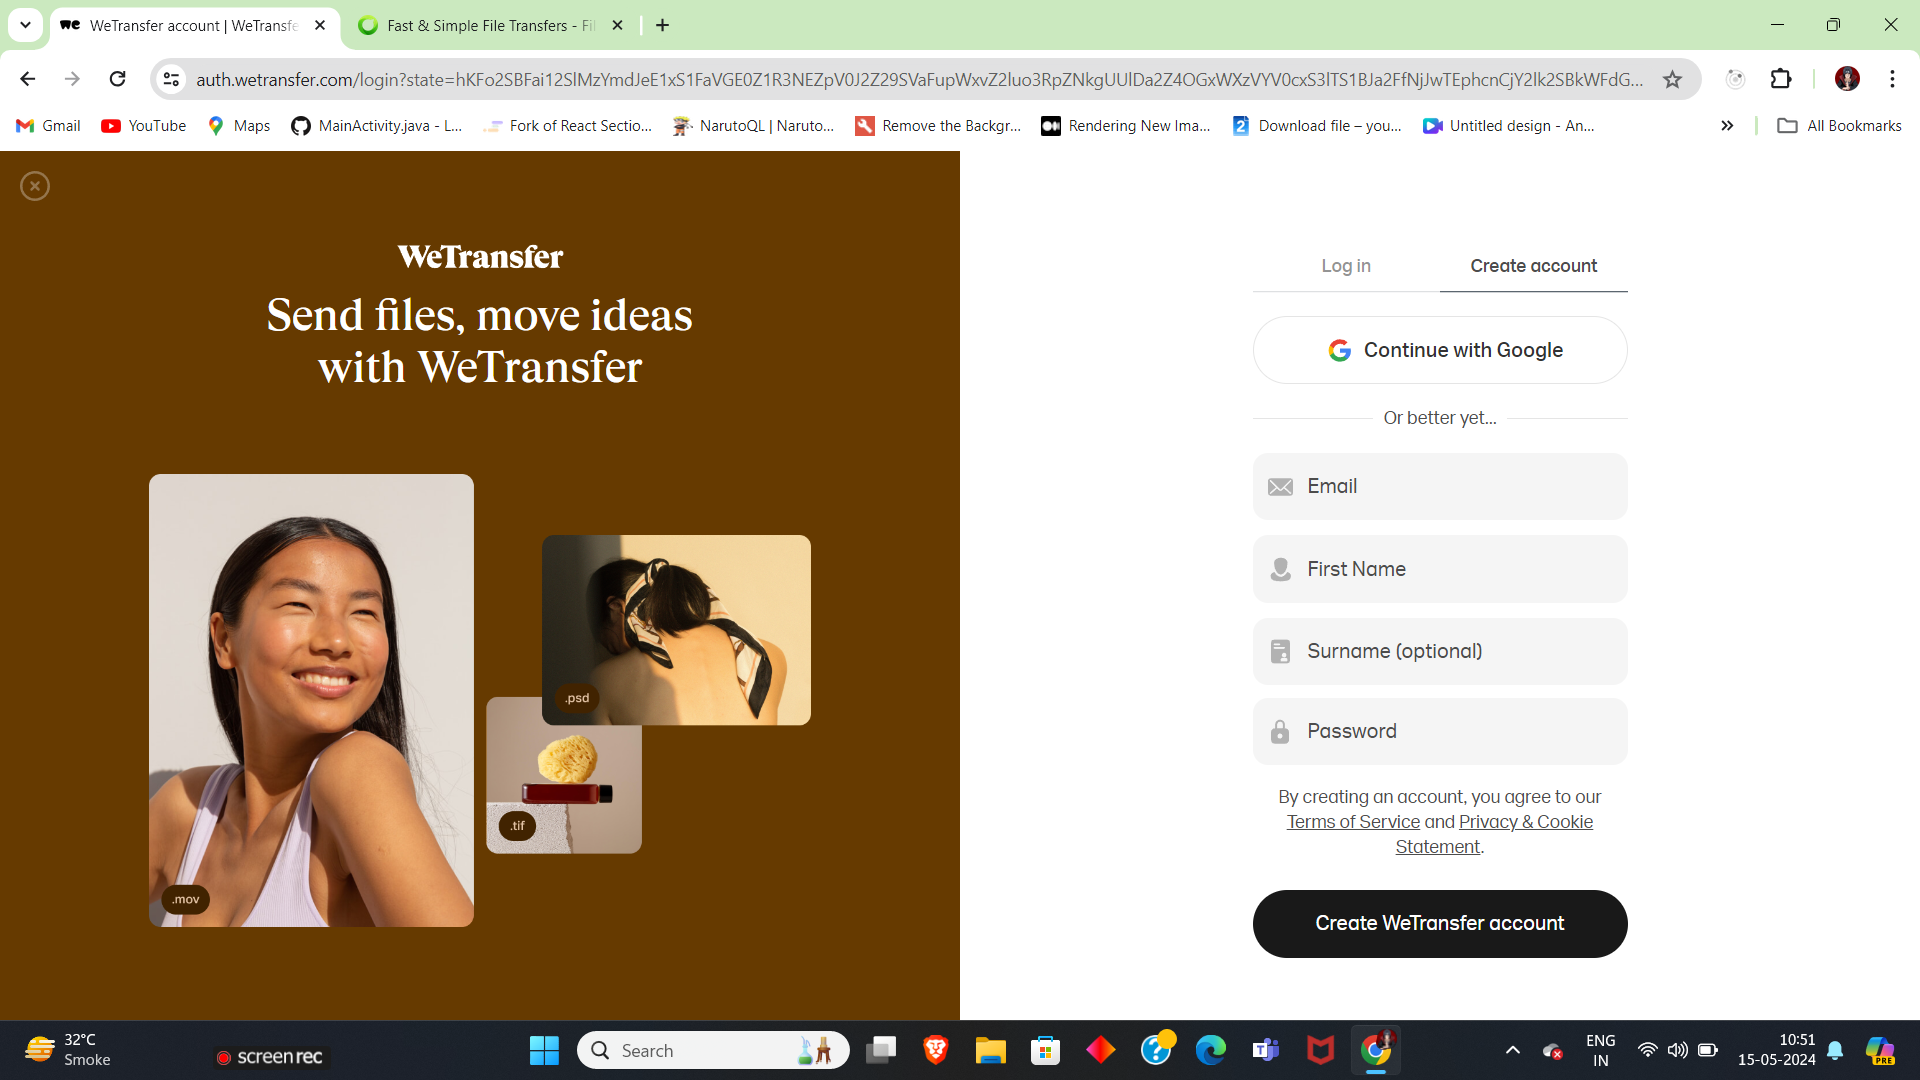 WeTransfer account | WeTransfe
Fast & Simple File Transfers - Fil
auth.wetransfer.com/login?state=hKFo2SBFai12SlMzYmdJeE1xS1FaVGE0Z1R3NEZpV0J2Z29SVaFupWxvZ2luo3RpZNkgUUlDa2Z4OGxWXzVYV0cxS3lTS1BJa2FfNjJwTEphcnCjY2lk2SBkWFdG...
Gmail
YouTube
Maps
MainActivity.java - L...
Fork of React Sectio...
NarutoQL | Naruto...
Remove the Backgr...
Rendering New Ima...
Download file – you...
Untitled design - An...
All Bookmarks
WeTransfer
Send files, move ideas
with WeTransfer
.psd
.tif
.mov
Log in
Create account
Continue with Google
Or better yet...
Email
First Name
Surname (optional)
Password
By creating an account, you agree to our
Terms of Service and Privacy & Cookie
Statement.
Create WeTransfer account
32°C
Smoke
screenrec
Search
ENG
IN
10:51
15-05-2024
PRE